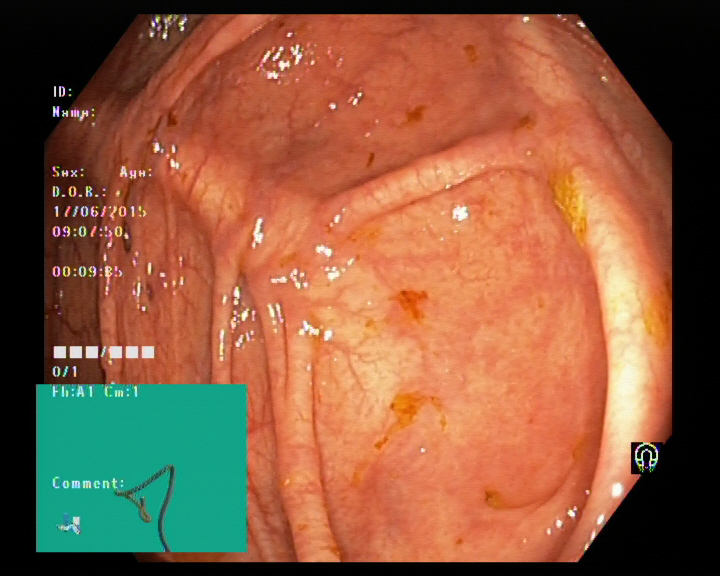 ID:
Name:
Sex: Age:
D.O.B.:
17/06/2015
09:07:50
00:09:85
■■■/■■■
0/1
Eh:A1 Cm:1
Comment: